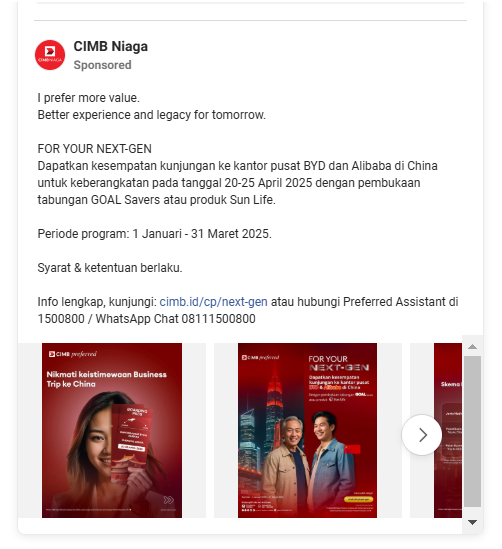 CIMB Niaga
Sponsored
I prefer more value.
Better experience and legacy for tomorrow.
FOR YOUR NEXT-GEN
Dapatkan kesempatan kunjungan ke kantor pusat BYD dan Alibaba di China
untuk keberangkatan pada tanggal 20-25 April 2025 dengan pembukaan
tabungan GOAL Savers atau produk Sun Life.
Periode program: 1 Januari - 31 Maret 2025.
Syarat & ketentuan berlaku.
Info lengkap, kunjungi: cimb.id/cp/next-gen atau hubungi Preferred Assistant di
1500800 / WhatsApp Chat 08111500800
CIMB preferred
Nikmati keistimewaan Business
Trip ke China
BOARDING
PASS
CIMB preferred
FOR YOUR
NEXT-GEN
Dapatkan kesempatan
kunjungan ke kantor pusat
di China
Skema